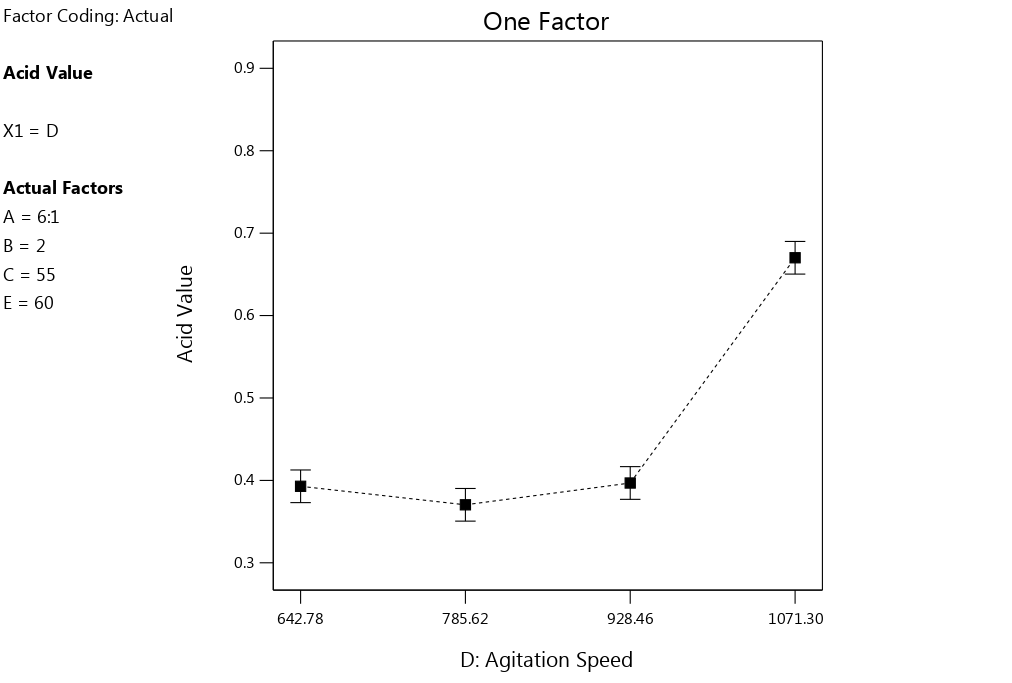 Factor Coding: Actual
Acid Value
X1 = D
Actual Factors
A = 6:1
B = 2
C = 55
E = 60
One Factor
Acid Value
0.9
0.8
0.7
0.6
0.5
0.4
0.3
642.78
785.62
928.46
1071.30
D: Agitation Speed